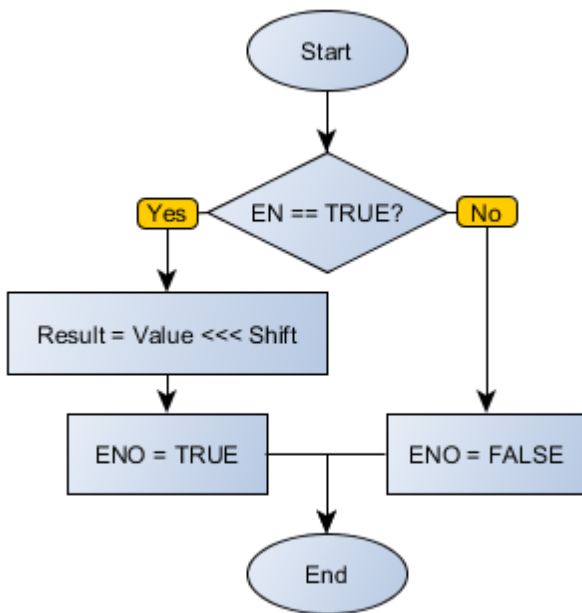 Start
EN == TRUE?
Yes
No
Result = Value <<< Shift
ENO = TRUE
ENO = FALSE
End